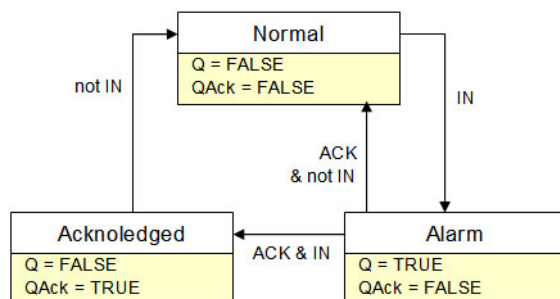 Normal
Q = FALSE
QAck = FALSE
not IN
IN
ACK
& not IN
Acknoledged
Q = FALSE
QAck = TRUE
ACK & IN
Alarm
Q = TRUE
QAck = FALSE